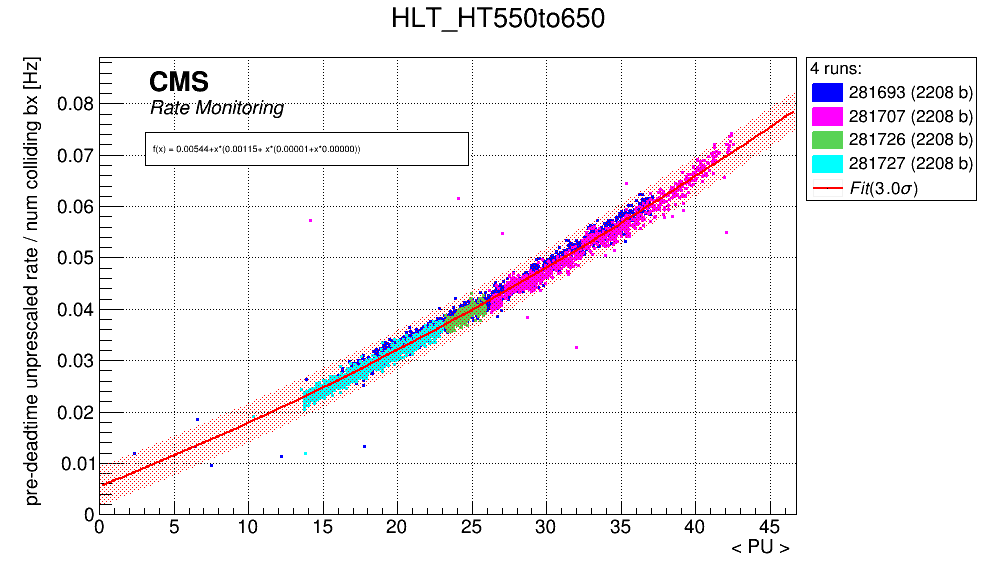 HLT_HT550to650
pre-deadtime unprescaled rate / num colliding bx [Hz]
CMS
Rate Monitoring
f(x) = 0.00544+x*(0.00115+ x*(0.00001+x*0.00000))
0.08
0.07
0.06
0.05
0.04
0.03
0.02
0.01
0
0 5 10 15 20 25 30 35 40 45
< PU >
4 runs:
281693 (2208 b)
281707 (2208 b)
281726 (2208 b)
281727 (2208 b)
Fit(3.0σ)